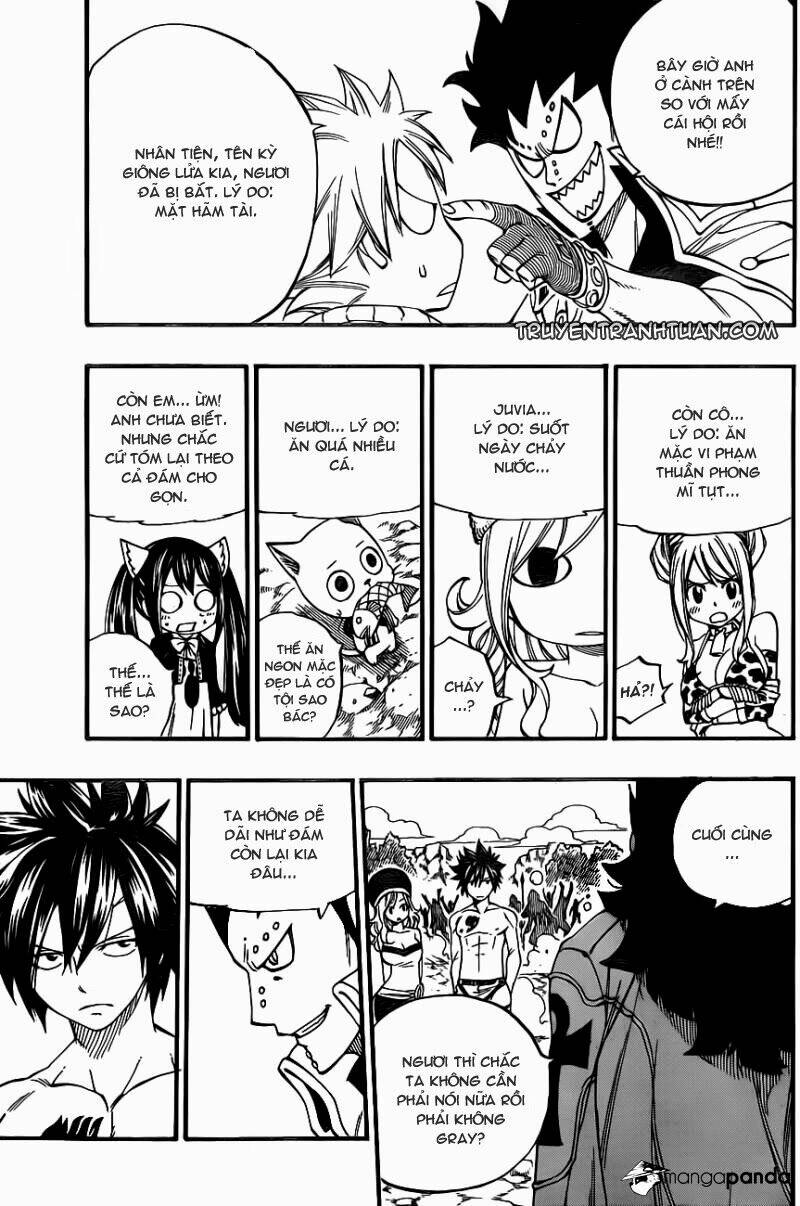 BÂY GIỜ ANH
Ở CÀNH TRÊN
SO VỚI MẤY
CÁI HỘI RỒI
NHÉ!!
NHÂN TIỆN, TÊN KỲ
GIÔNG LỬA KIA, NGƯƠI
ĐÃ BỊ BẮT. LÝ DO:
MẶT HÃM TÀI.
TRUYENTRANHTUAN.COM
CÒN CÔ...
LÝ DO: ĂN
MẶC VI PHẠM
THUẦN PHONG
MĨ TỤT...
HẢ?!
JUVIA...
LÝ DO: SUỐT
NGÀY CHẢY
NƯỚC...
CHẢY
...?
NGƯƠI... LÝ DO:
ĂN QUÁ NHIỀU
CÁ.
THẾ ĂN
NGON MẶC
ĐẸP LÀ CÓ
TỘI SAO
BÁC?
CÒN EM... ỪM!
ANH CHƯA BIẾT.
NHƯNG CHẮC
CỨ TÓM LẠI THEO
CẢ ĐÁM CHO
GỌN.
THẾ...
THẾ LÀ
SAO?
CUỐI CÙNG
...
NGƯƠI THÌ CHẮC
TA KHÔNG CẦN
PHẢI NÓI NỮA RỒI
PHẢI KHÔNG
GRAY?
TA KHÔNG DỄ
DÃI NHƯ ĐÁM
CÒN LẠI KIA
ĐÂU...
mangapanda